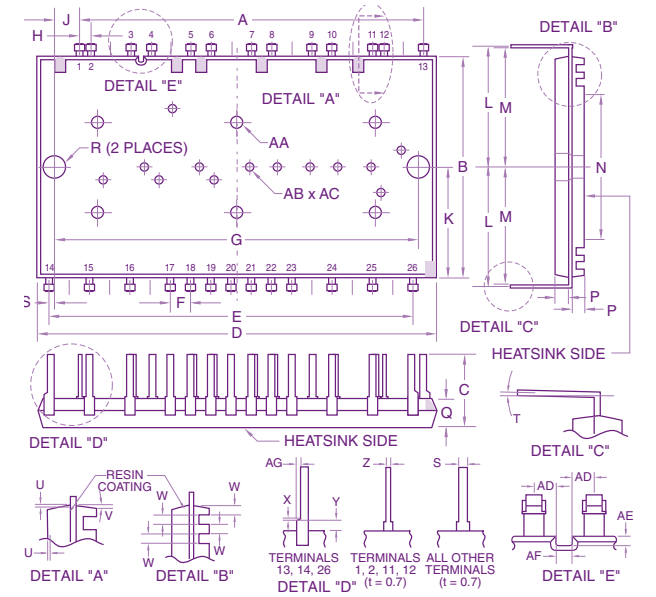 J
A
H
DETAIL "B"
1
2
3
4
5
6
7
8
9
10
11
12
13
DETAIL "E"
DETAIL "A"
R (2 PLACES)
AA
AB x AC
B
K
G
L
M
N
L
M
14
15
16
17
18
19
20
21
22
23
24
25
26
S
F
E
D
P
P
DETAIL "C"
HEATSINK SIDE
C
Q
DETAIL "D"
HEATSINK SIDE
T
DETAIL "C"
RESIN
COATING
U
V
U
DETAIL "A"
W
W
W
W
DETAIL "B"
AG
X
Y
TERMINALS
13, 14, 26
Z
TERMINALS
1, 2, 11, 12
(t = 0.7)
S
ALL OTHER
TERMINALS
(t = 0.7)
DETAIL "D"
AD
AD
AE
AF
DETAIL "E"